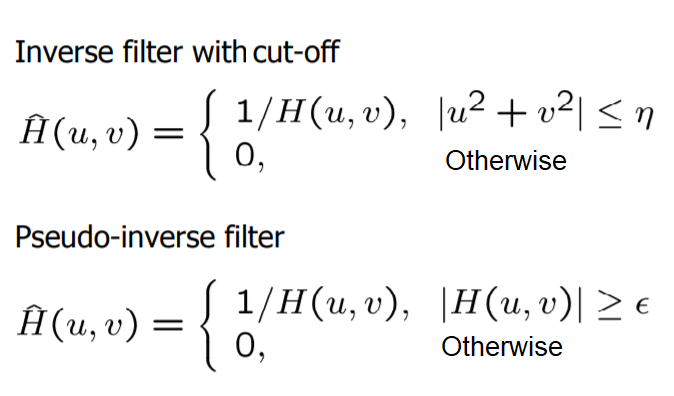 Inverse filter with cut-off
Ĥ(u, v) = { 1/H(u, v), |u² + v²| ≤ η
0, Otherwise
Pseudo-inverse filter
Ĥ(u, v) = { 1/H(u, v), |H(u, v)| ≥ ϵ
0, Otherwise